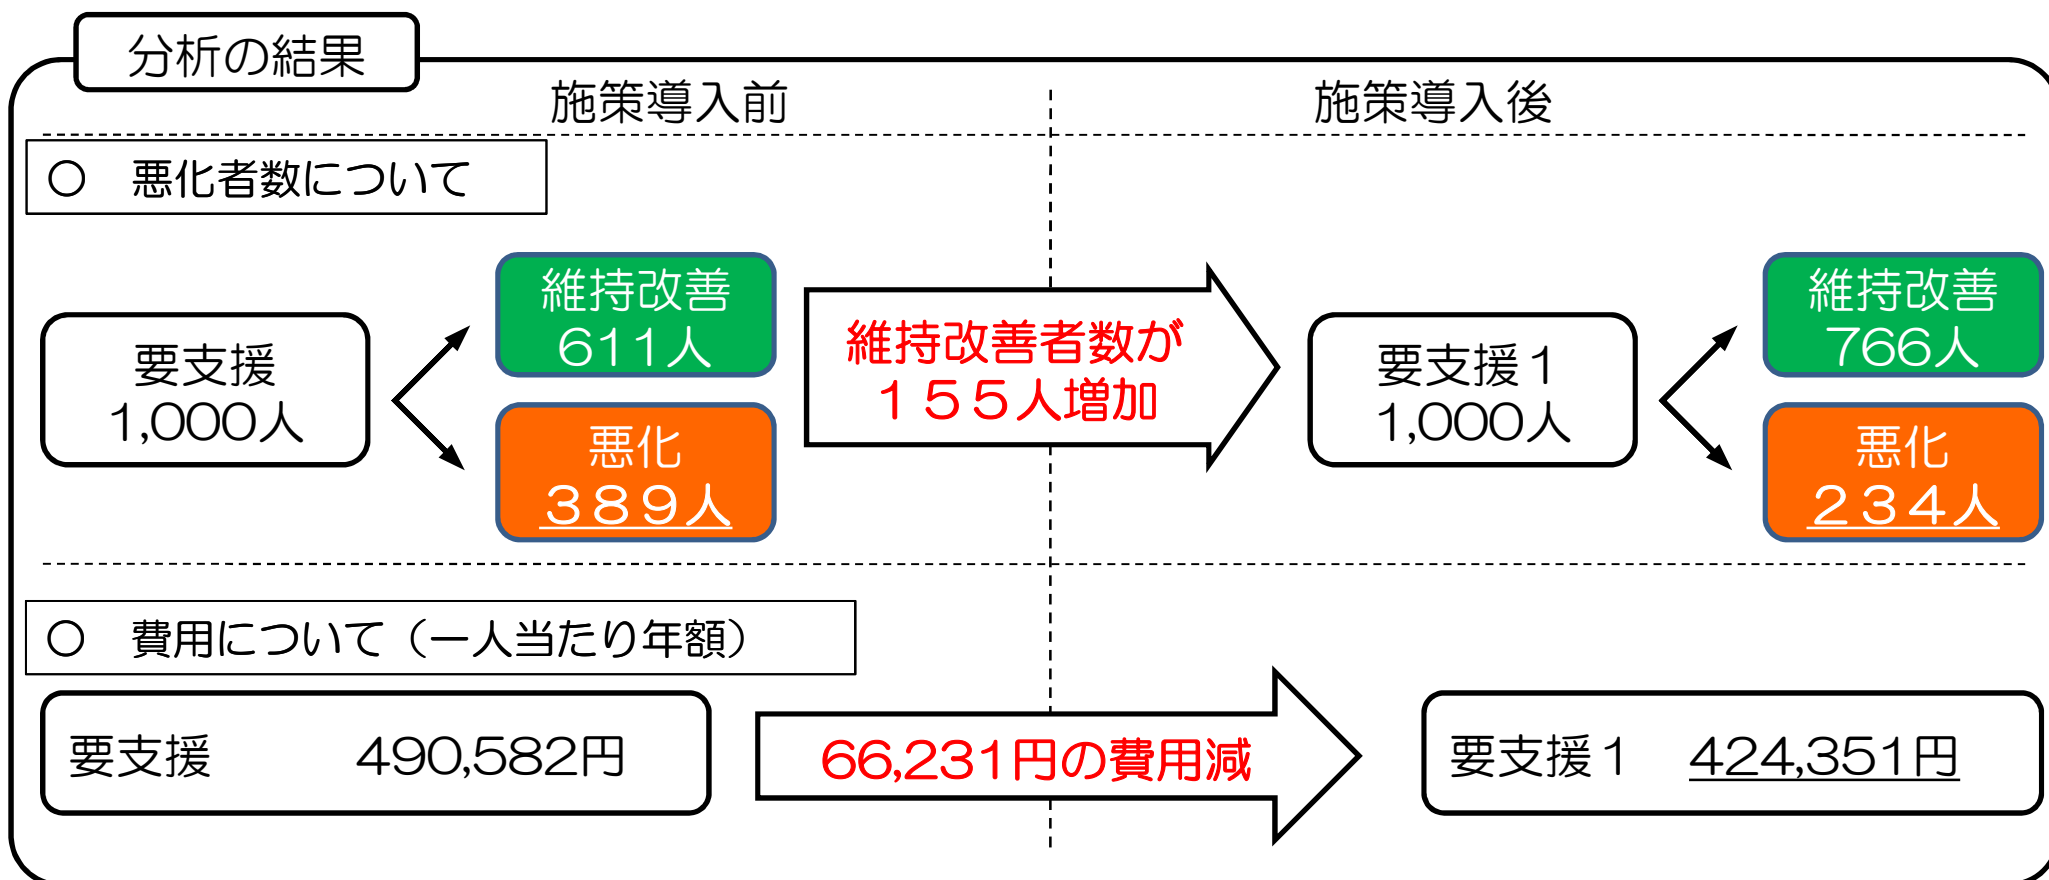 分析の結果
施策導入前
施策導入後
○　悪化者数について
要支援
1,000人
維持改善
611人
悪化
３８９人
維持改善者数が
１５５人増加
要支援１
1,000人
維持改善
766人
悪化
２３４人
○　費用について（一人当たり年額）
要支援　490,582円
66,231円の費用減
要支援１　424,351円